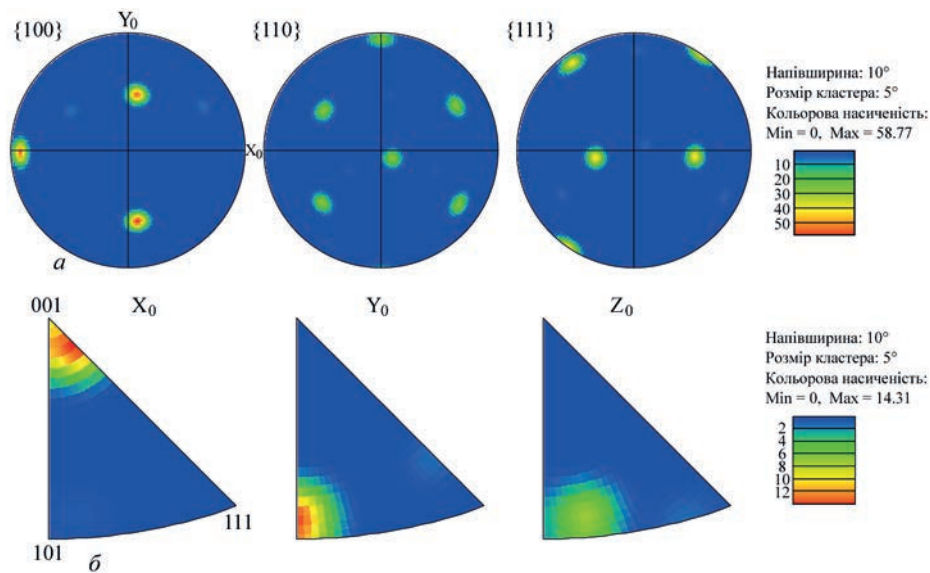 {100}
Y₀
{110}
{111}
X₀
а
Напівширина: 10°
Розмір кластера: 5°
Кольорова насиченість:
Min = 0, Max = 58.77
10
20
30
40
50
001
X₀
Y₀
Z₀
111
101
б
Напівширина: 10°
Розмір кластера: 5°
Кольорова насиченість:
Min = 0, Max = 14.31
2
4
6
8
10
12